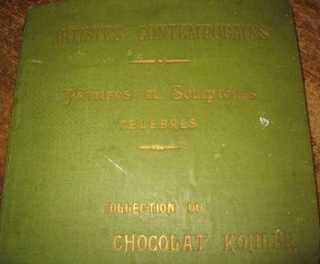 ARTISTES CONTEMPORAINS
Peintres et Sculpteurs
CÉLÈBRES
COLLECTION DU
CHOCOLAT KOHLER